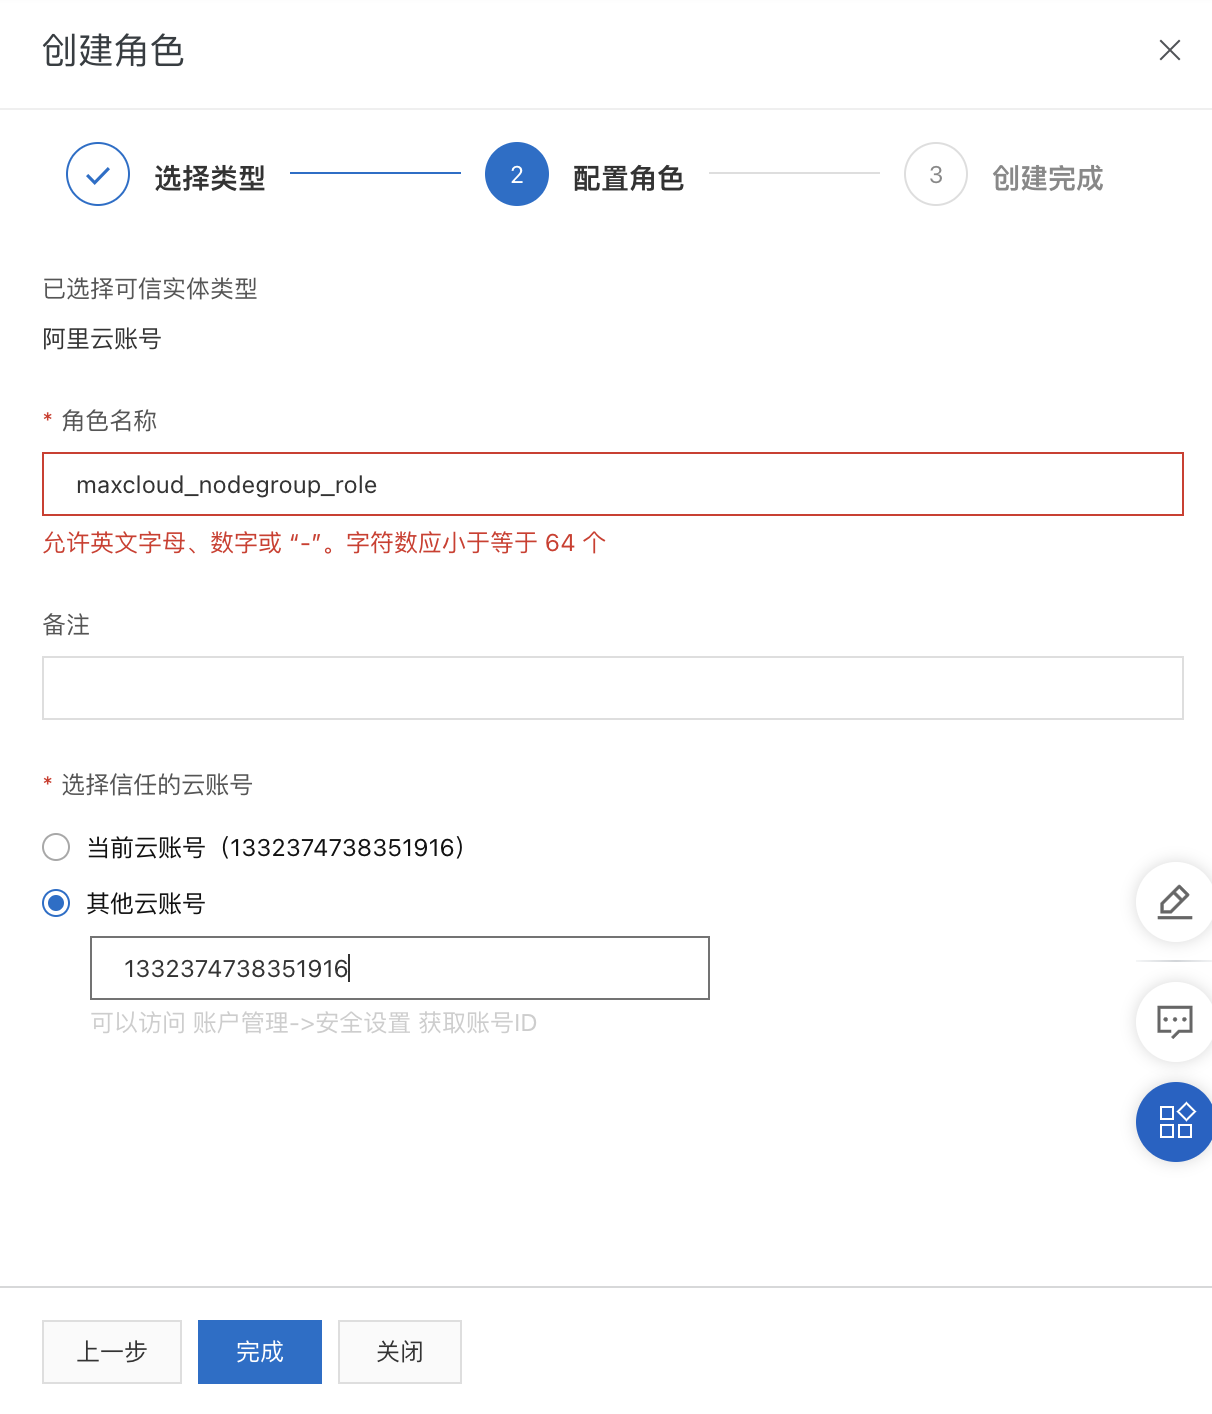 创建角色
选择类型
2
配置角色
3
创建完成
已选择可信实体类型
阿里云账号
* 角色名称
maxcloud_nodegroup_role
允许英文字母、数字或 “-”。字符数应小于等于 64 个
备注
* 选择信任的云账号
当前云账号（1332374738351916）
其他云账号
1332374738351916
可以访问 账户管理->安全设置 获取账号ID
上一步
完成
关闭